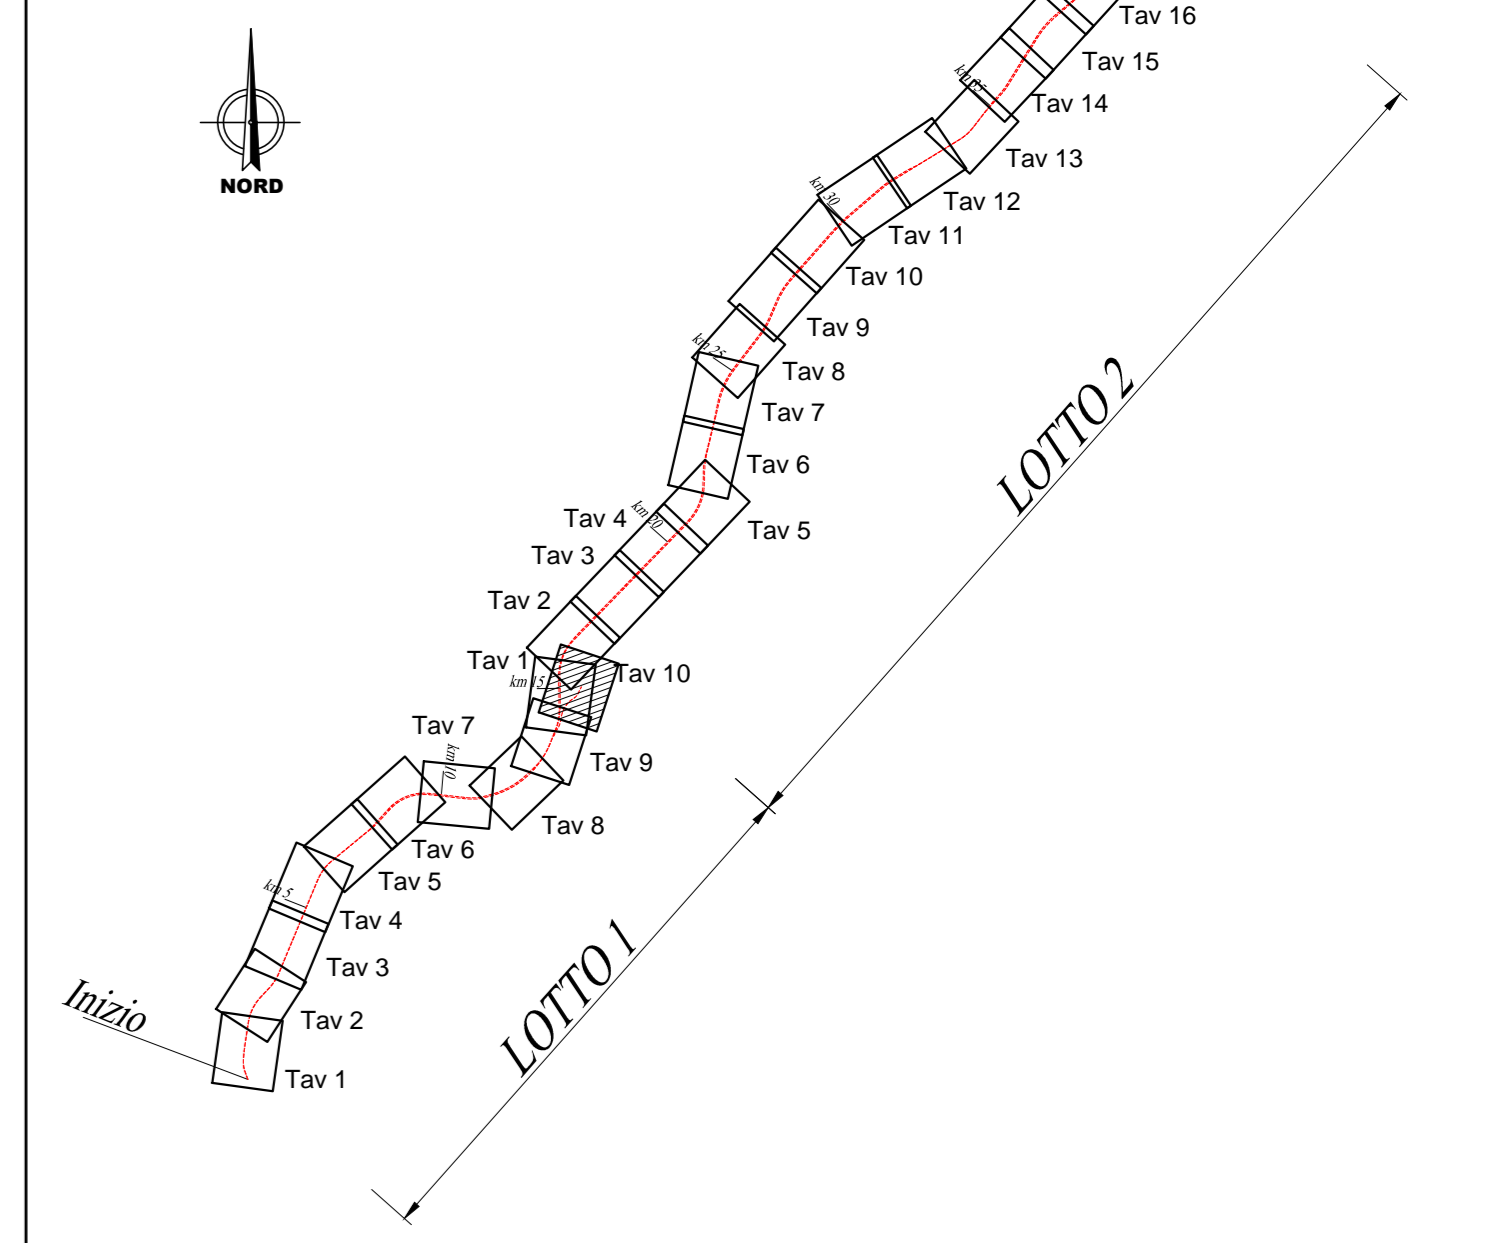 Tav 16
Tav 15
km 35
Tav 14
Tav 13
NORD
km 30
Tav 12
Tav 11
Tav 10
Tav 9
km 25
Tav 8
Tav 7
LOTTO 2
Tav 6
Tav 4
km 20
Tav 5
Tav 3
Tav 2
Tav 1
Tav 10
km 15
Tav 7
km 10
Tav 9
Tav 8
Tav 6
Tav 5
km 5
Tav 4
Tav 3
LOTTO 1
Inizio
Tav 2
Tav 1